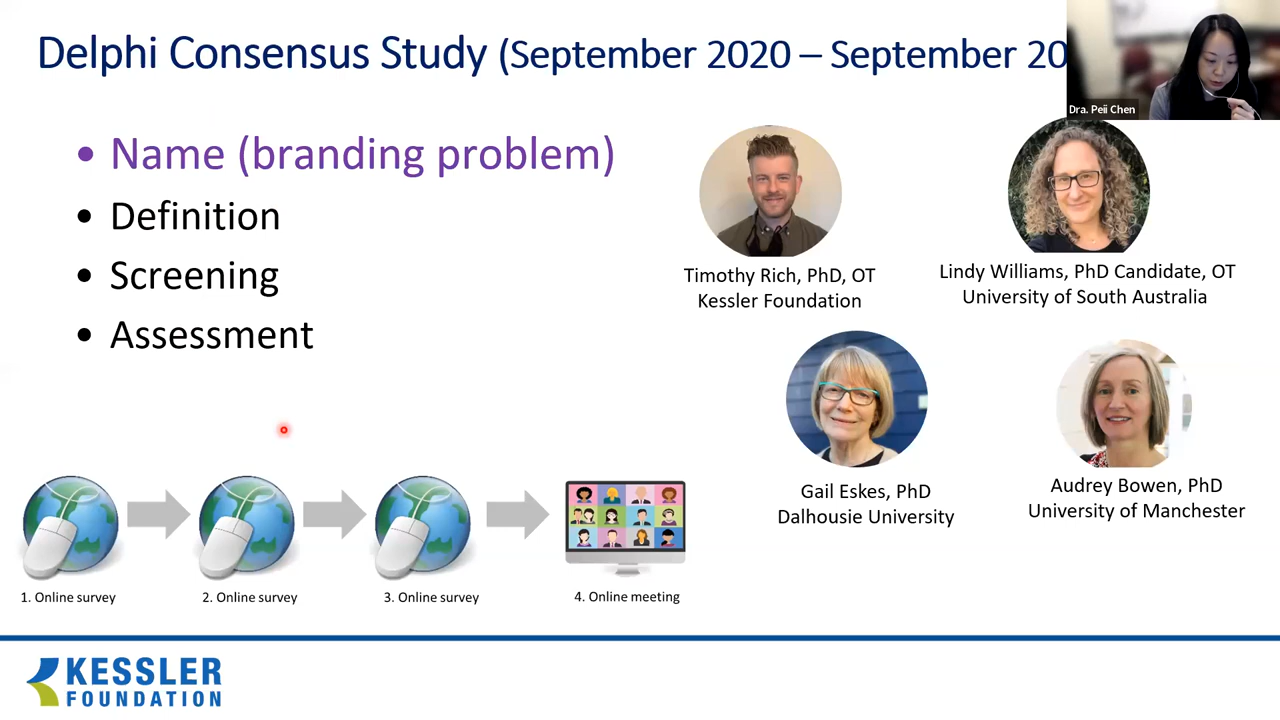 Delphi Consensus Study (September 2020 – September 20
Dra. Peii Chen
• Name (branding problem)
• Definition
• Screening
• Assessment
Timothy Rich, PhD, OT
Kessler Foundation
Lindy Williams, PhD Candidate, OT
University of South Australia
Gail Eskes, PhD
Dalhousie University
Audrey Bowen, PhD
University of Manchester
1. Online survey
2. Online survey
3. Online survey
4. Online meeting
KESSLER
FOUNDATION